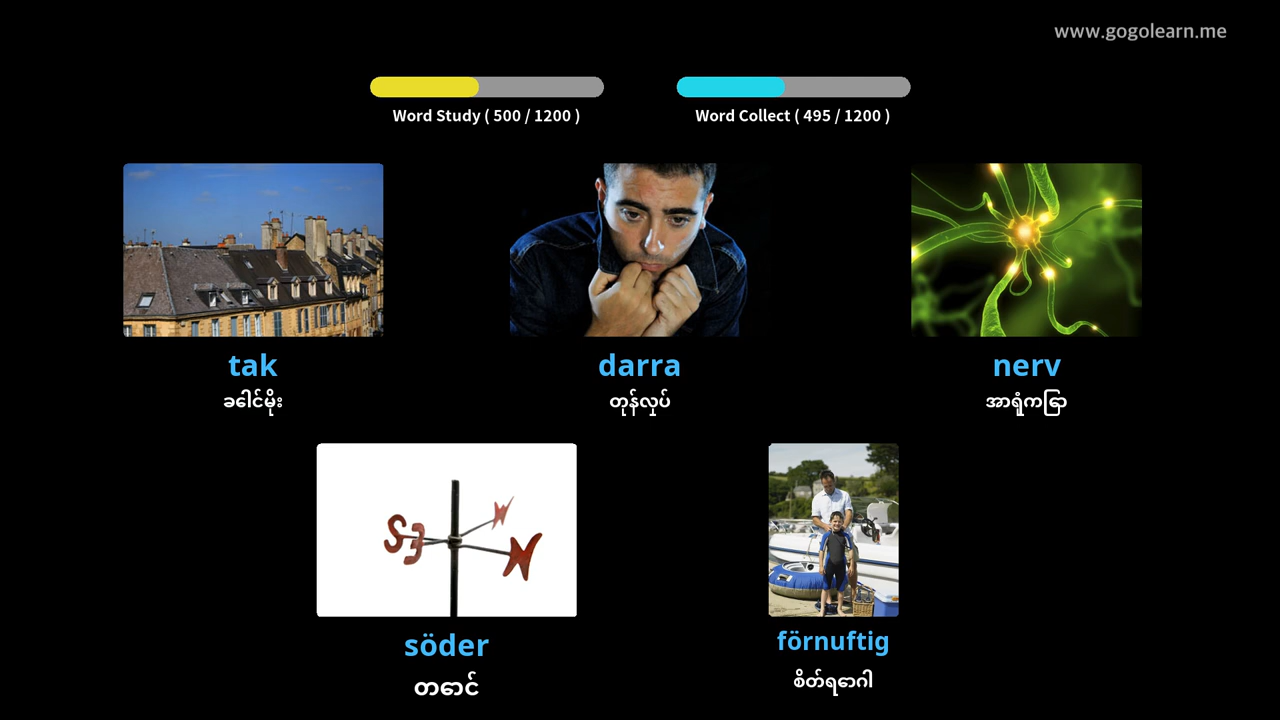 www.gogolearn.me
Word Study ( 500 / 1200 )
Word Collect ( 495 / 1200 )
tak
ခေါင်မိုး
darra
တုန်လှုပ်
nerv
အာရုံကြော
söder
တောင်
förnuftig
စိတ်ရောဂါ